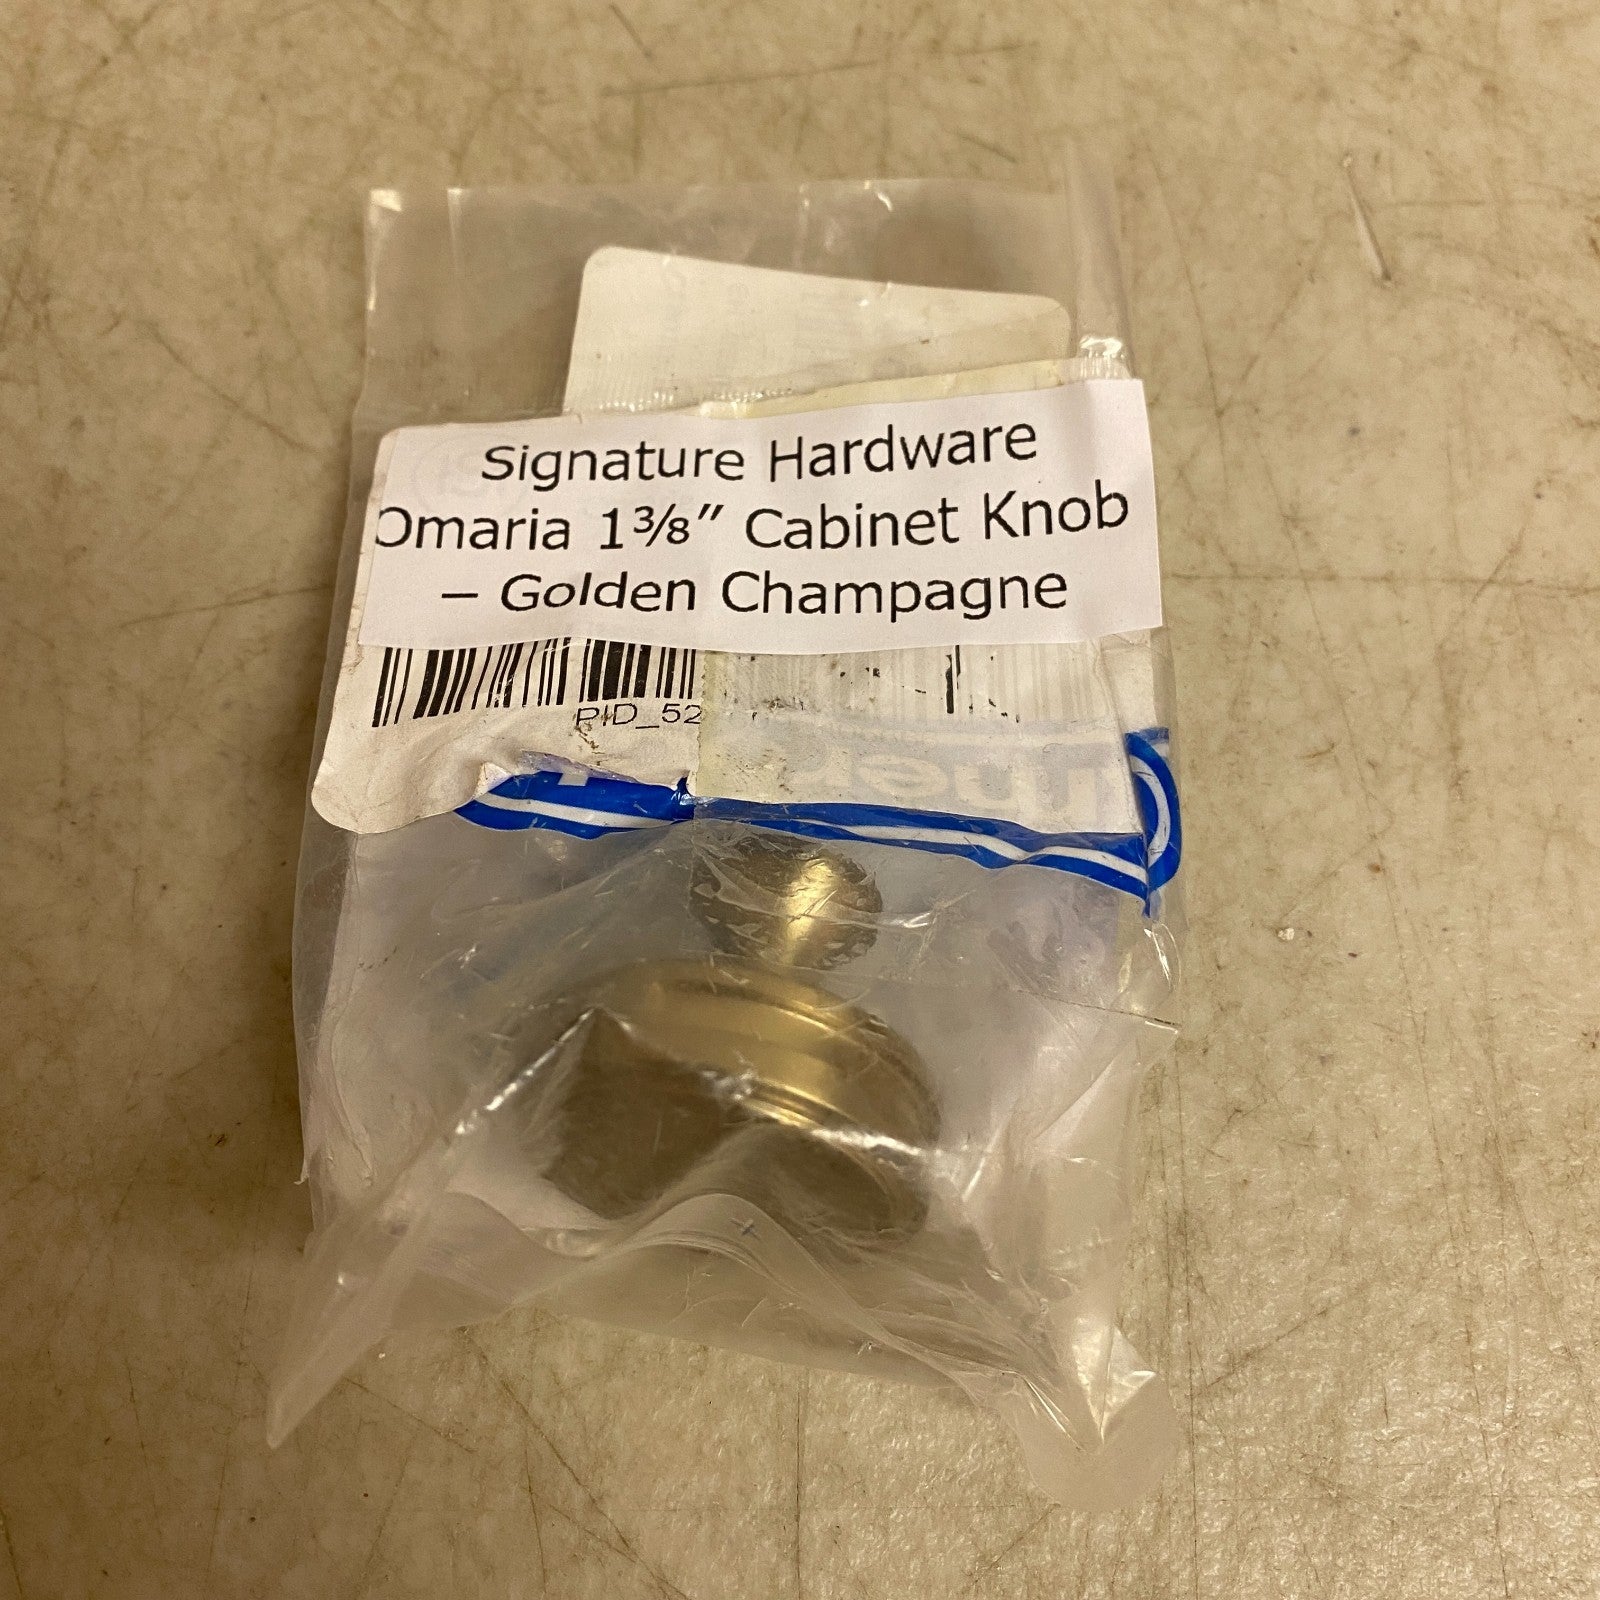 Signature Hardware
Omaria 1⅜" Cabinet Knob
– Golden Champagne
PID_52